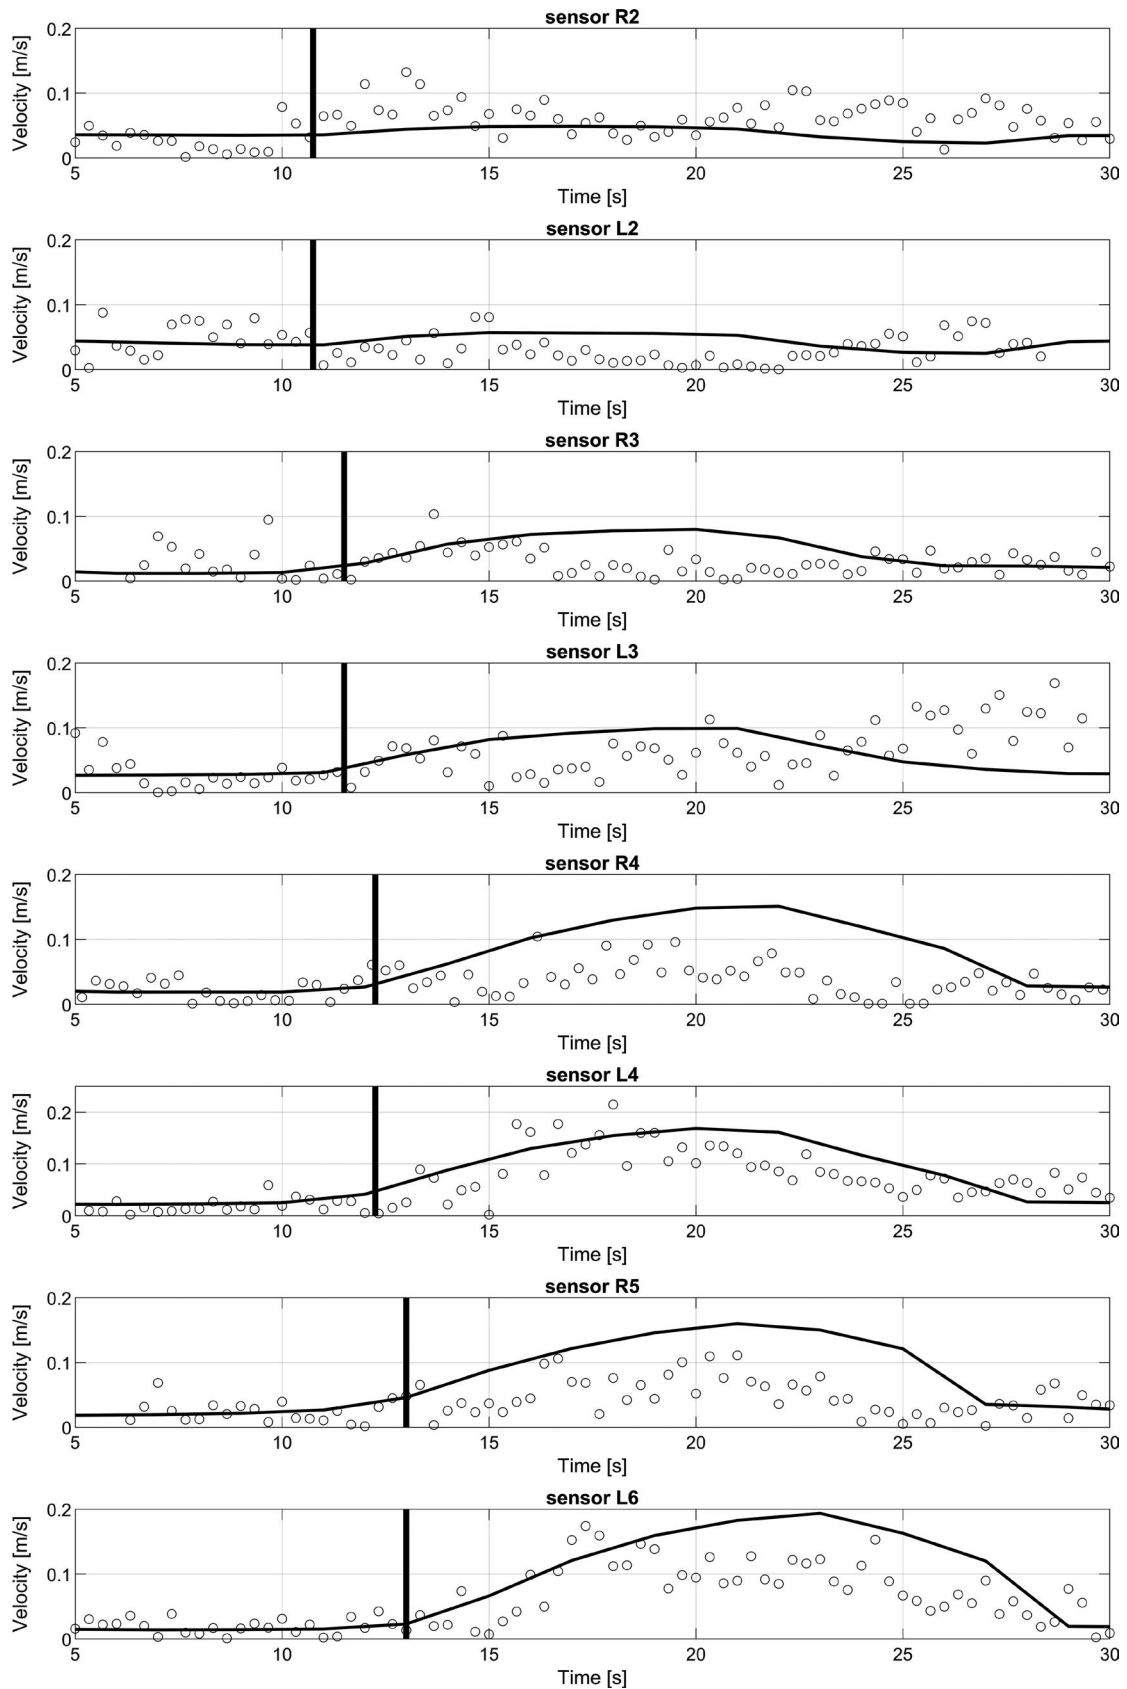 sensor R2
Velocity [m/s]
0.2
0.1
0
5 10 15 20 25 30
Time [s]
sensor L2
Velocity [m/s]
0.2
0.1
0
5 10 15 20 25 30
Time [s]
sensor R3
Velocity [m/s]
0.2
0.1
0
5 10 15 20 25 30
Time [s]
sensor L3
Velocity [m/s]
0.2
0.1
0
5 10 15 20 25 30
Time [s]
sensor R4
Velocity [m/s]
0.2
0.1
0
5 10 15 20 25 30
Time [s]
sensor L4
Velocity [m/s]
0.2
0.1
0
5 10 15 20 25 30
Time [s]
sensor R5
Velocity [m/s]
0.2
0.1
0
5 10 15 20 25 30
Time [s]
sensor L6
Velocity [m/s]
0.2
0.1
0
5 10 15 20 25 30
Time [s]